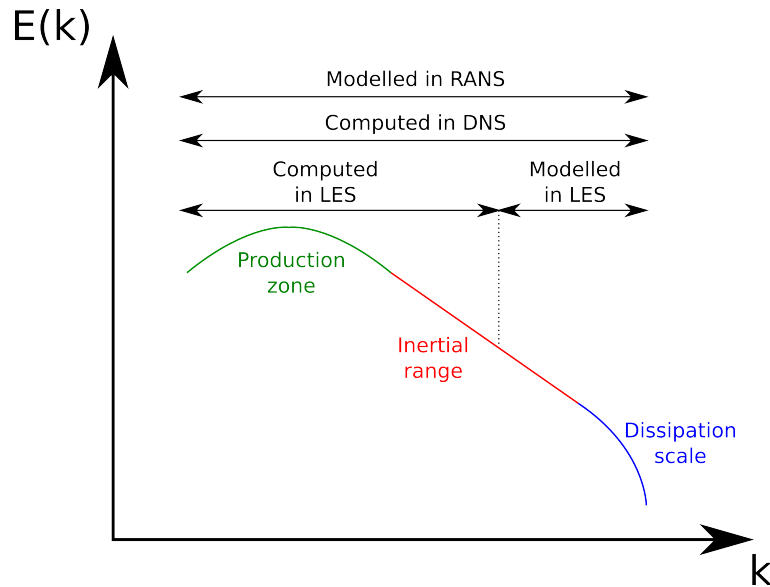 E(k)
Modelled in RANS
Computed in DNS
Computed
in LES
Modelled
in LES
Production
zone
Inertial
range
Dissipation
scale
k